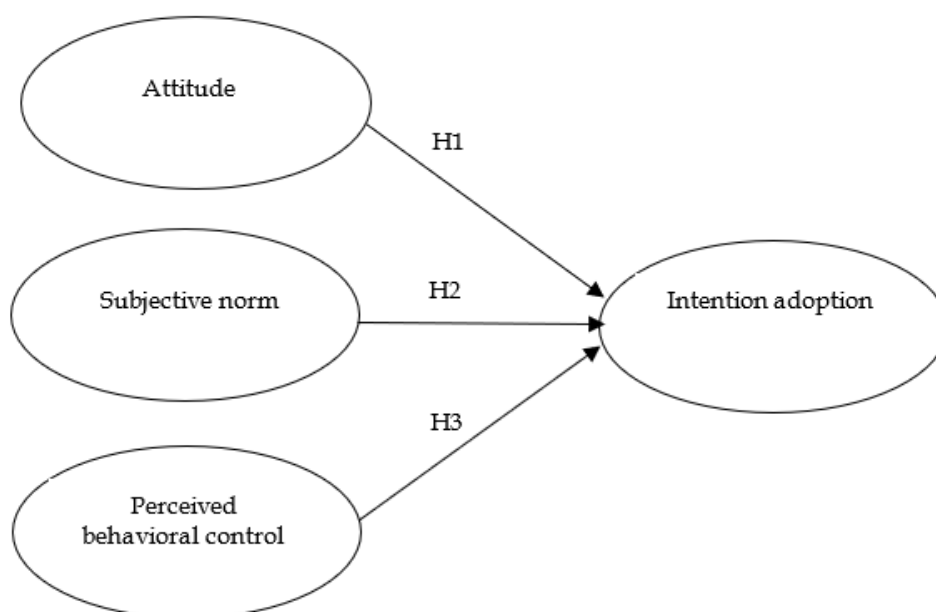 Attitude
H1
Subjective norm
H2
Intention adoption
H3
Perceived
behavioral control